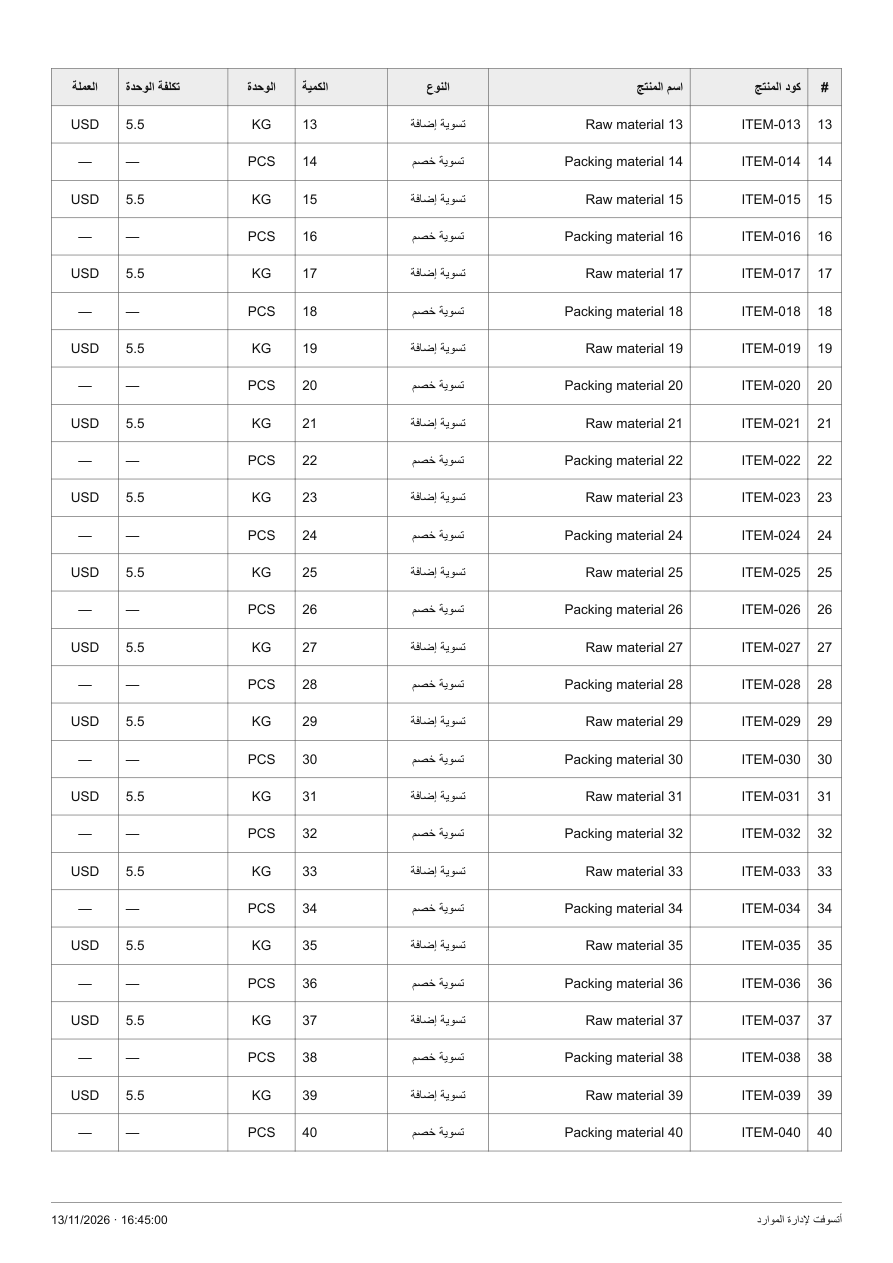 # كود المنتج اسم المنتج النوع الكمية الوحدة تكلفة الوحدة العملة
13 ITEM-013 Raw material 13 تسوية إضافة 13 KG 5.5 USD
14 ITEM-014 Packing material 14 تسوية خصم 14 PCS — —
15 ITEM-015 Raw material 15 تسوية إضافة 15 KG 5.5 USD
16 ITEM-016 Packing material 16 تسوية خصم 16 PCS — —
17 ITEM-017 Raw material 17 تسوية إضافة 17 KG 5.5 USD
18 ITEM-018 Packing material 18 تسوية خصم 18 PCS — —
19 ITEM-019 Raw material 19 تسوية إضافة 19 KG 5.5 USD
20 ITEM-020 Packing material 20 تسوية خصم 20 PCS — —
21 ITEM-021 Raw material 21 تسوية إضافة 21 KG 5.5 USD
22 ITEM-022 Packing material 22 تسوية خصم 22 PCS — —
23 ITEM-023 Raw material 23 تسوية إضافة 23 KG 5.5 USD
24 ITEM-024 Packing material 24 تسوية خصم 24 PCS — —
25 ITEM-025 Raw material 25 تسوية إضافة 25 KG 5.5 USD
26 ITEM-026 Packing material 26 تسوية خصم 26 PCS — —
27 ITEM-027 Raw material 27 تسوية إضافة 27 KG 5.5 USD
28 ITEM-028 Packing material 28 تسوية خصم 28 PCS — —
29 ITEM-029 Raw material 29 تسوية إضافة 29 KG 5.5 USD
30 ITEM-030 Packing material 30 تسوية خصم 30 PCS — —
31 ITEM-031 Raw material 31 تسوية إضافة 31 KG 5.5 USD
32 ITEM-032 Packing material 32 تسوية خصم 32 PCS — —
33 ITEM-033 Raw material 33 تسوية إضافة 33 KG 5.5 USD
34 ITEM-034 Packing material 34 تسوية خصم 34 PCS — —
35 ITEM-035 Raw material 35 تسوية إضافة 35 KG 5.5 USD
36 ITEM-036 Packing material 36 تسوية خصم 36 PCS — —
37 ITEM-037 Raw material 37 تسوية إضافة 37 KG 5.5 USD
38 ITEM-038 Packing material 38 تسوية خصم 38 PCS — —
39 ITEM-039 Raw material 39 تسوية إضافة 39 KG 5.5 USD
40 ITEM-040 Packing material 40 تسوية خصم 40 PCS — —
أتسوفت لإدارة الموارد 13/11/2026 · 16:45:00